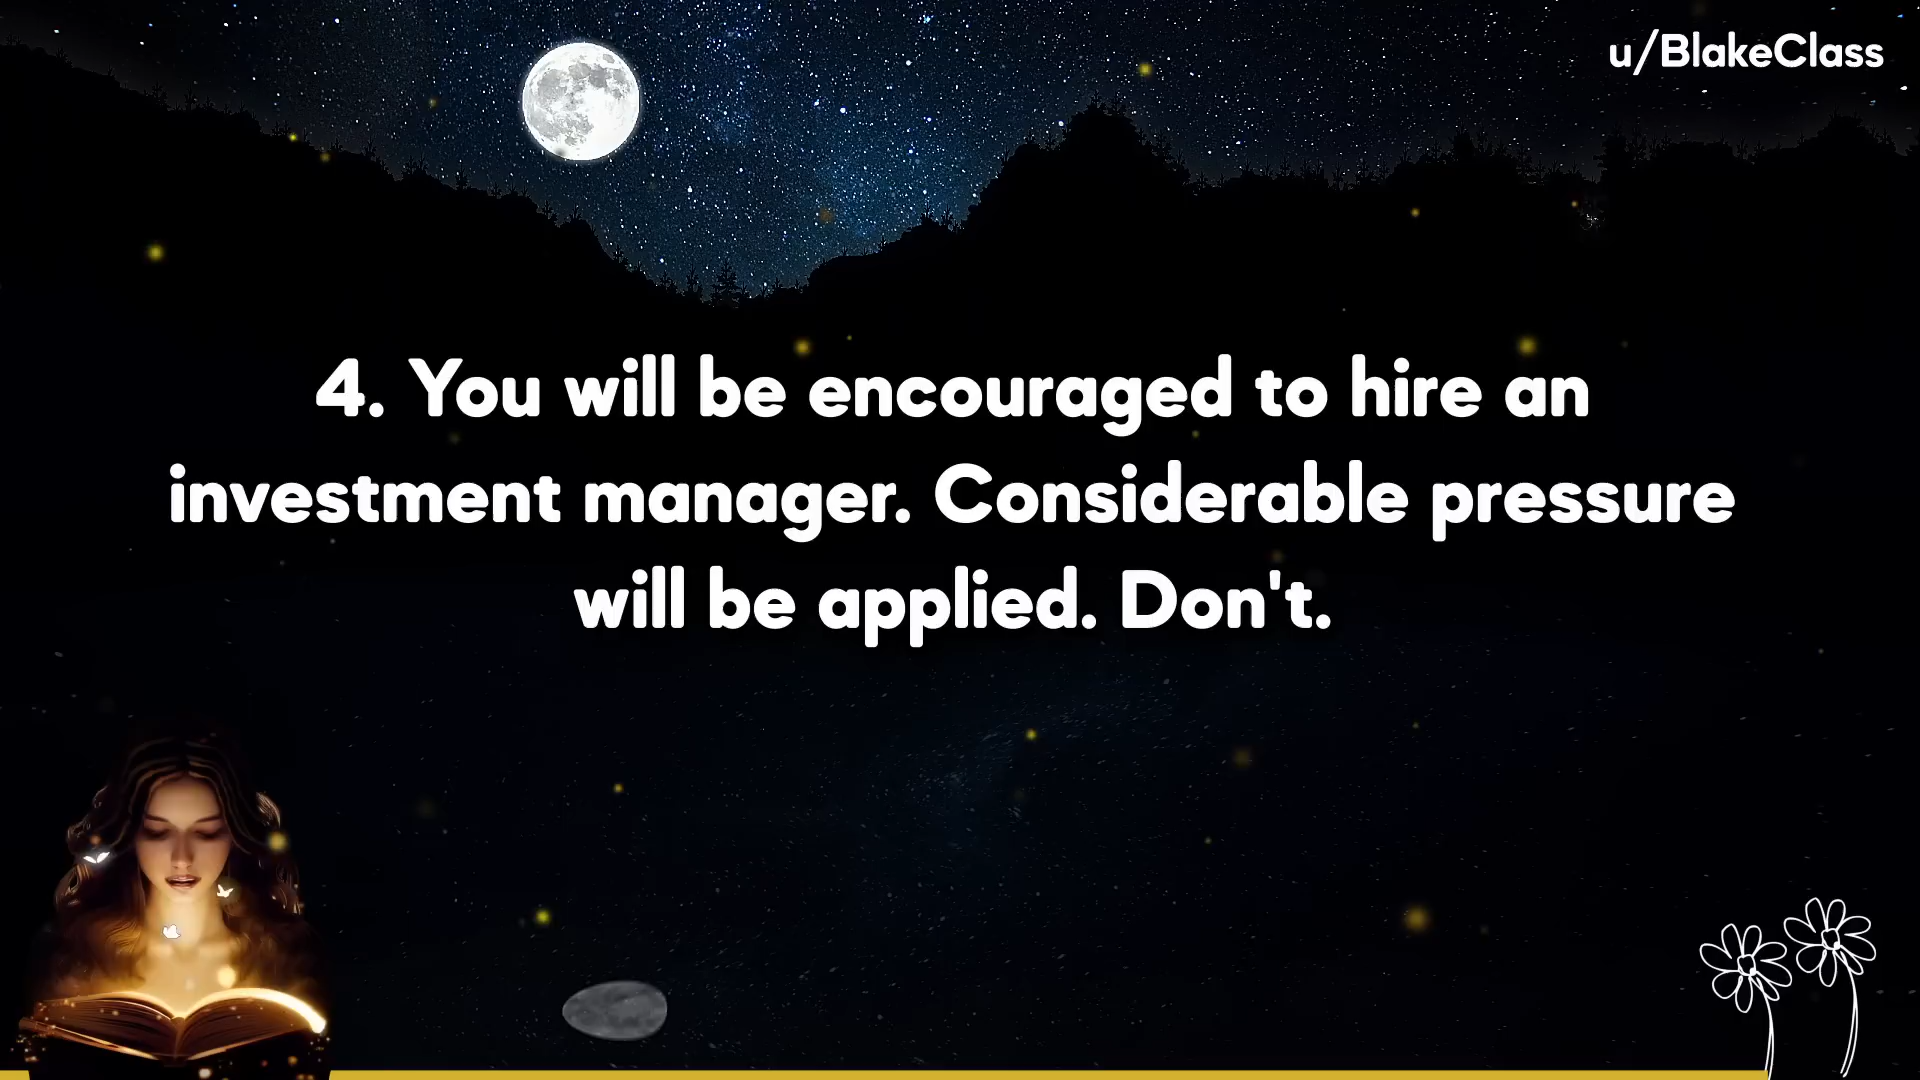 u/BlakeClass
4. You will be encouraged to hire an
investment manager. Considerable pressure
will be applied. Don't.